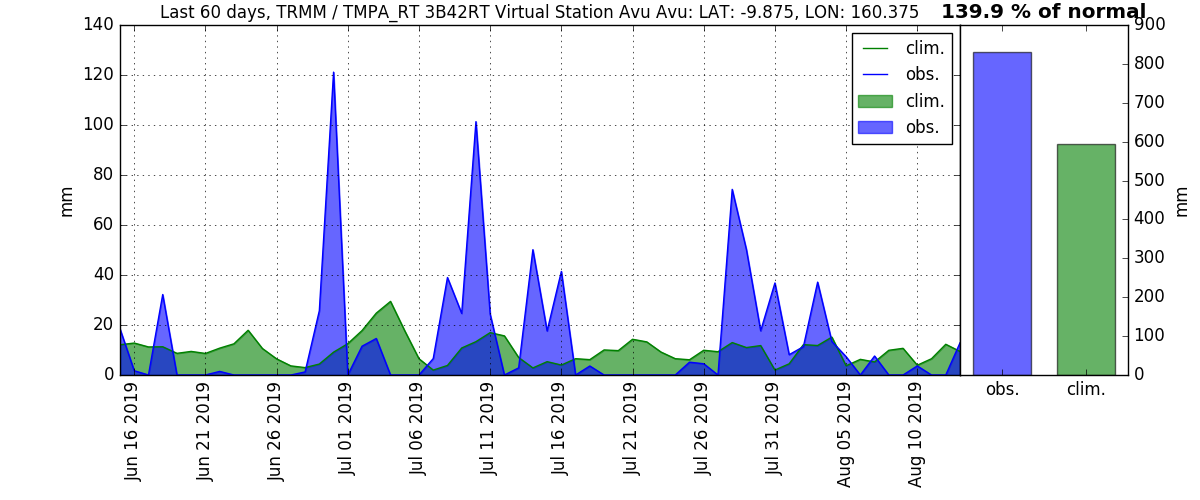 Last 60 days, TRMM / TMPA_RT 3B42RT Virtual Station Avu Avu: LAT: -9.875, LON: 160.375
139.9 % of normal
mm
140
120
100
80
60
40
20
0
clim.
obs.
clim.
obs.
900
800
700
600
500
400
300
200
100
0
mm
Jun 16 2019
Jun 21 2019
Jun 26 2019
Jul 01 2019
Jul 06 2019
Jul 11 2019
Jul 16 2019
Jul 21 2019
Jul 26 2019
Jul 31 2019
Aug 05 2019
Aug 10 2019
obs.
clim.